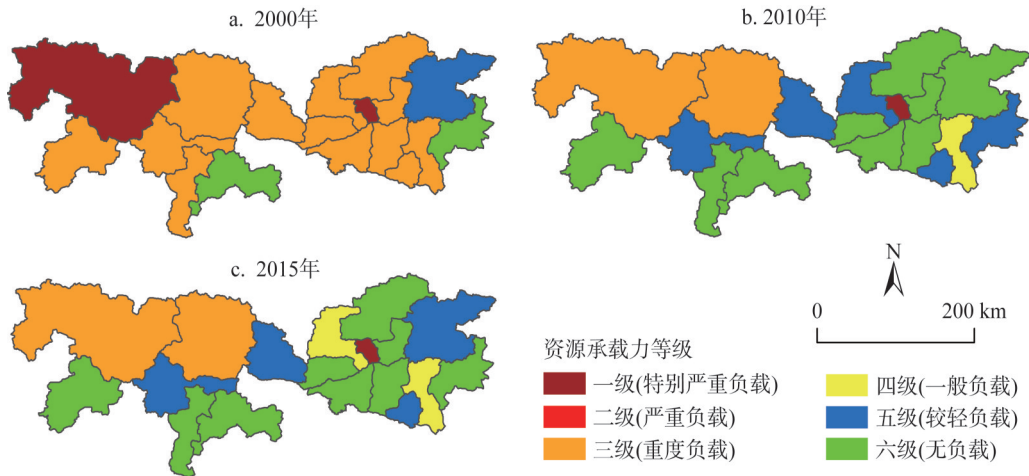 a. 2000年
b. 2010年
c. 2015年
N
0 200 km
资源承载力等级
一级(特别严重负载)
二级(严重负载)
三级(重度负载)
四级(一般负载)
五级(较轻负载)
六级(无负载)